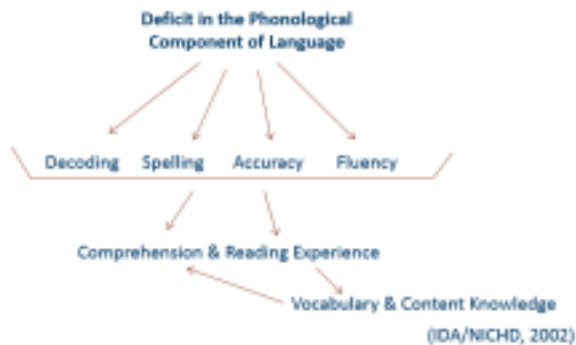 Deficit in the Phonological
Component of Language
Decoding Spelling Accuracy Fluency
Comprehension & Reading Experience
Vocabulary & Content Knowledge
(IDA/NICHD, 2002)